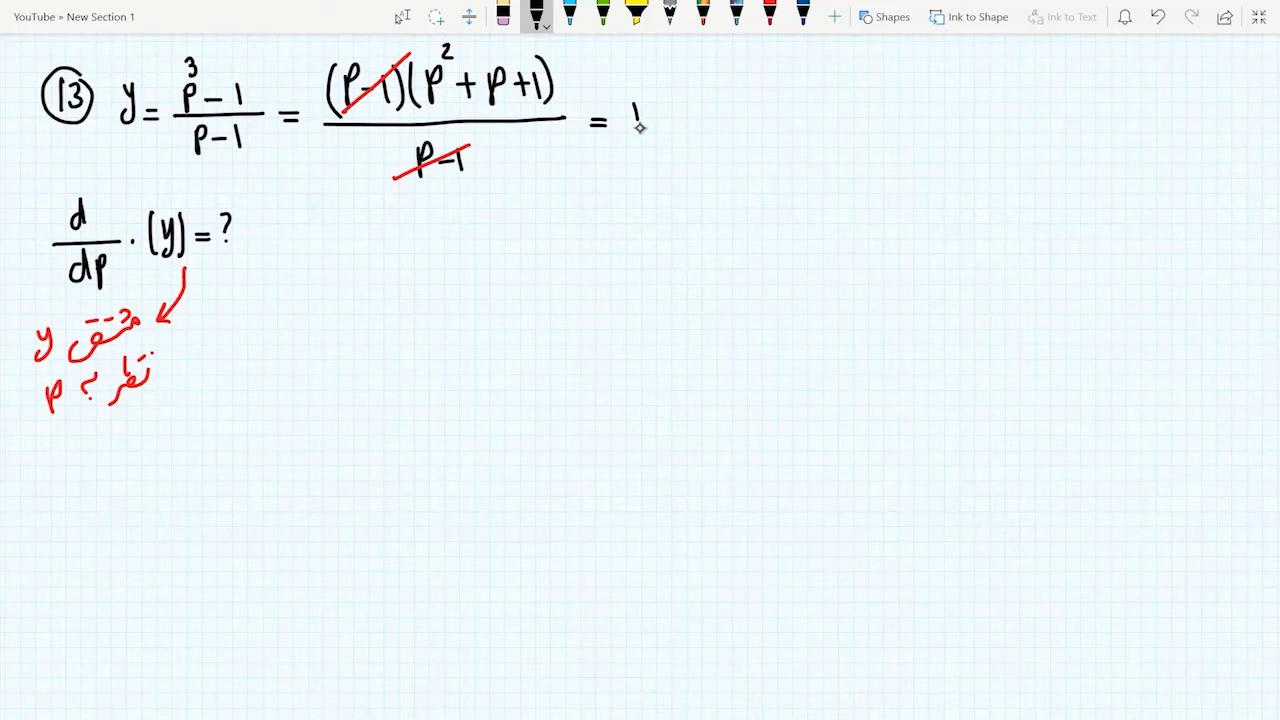 YouTube » New Section 1
Shapes Ink to Shape Ink to Text
13 y = p³-1/p-1 = (p-1)(p²+p+1)/p-1 =
d/dp · (y) = ?
مشتق y
نظر به p